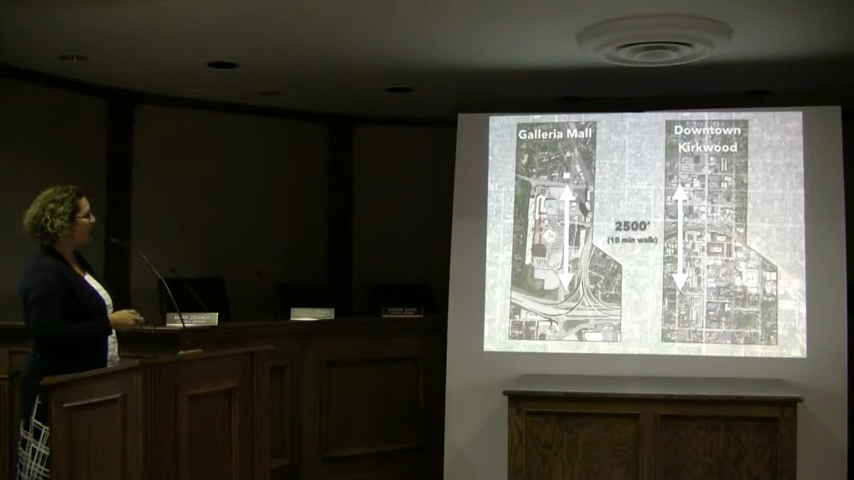 Galleria Mall
Downtown
Kirkwood
2500'
(10 min walk)